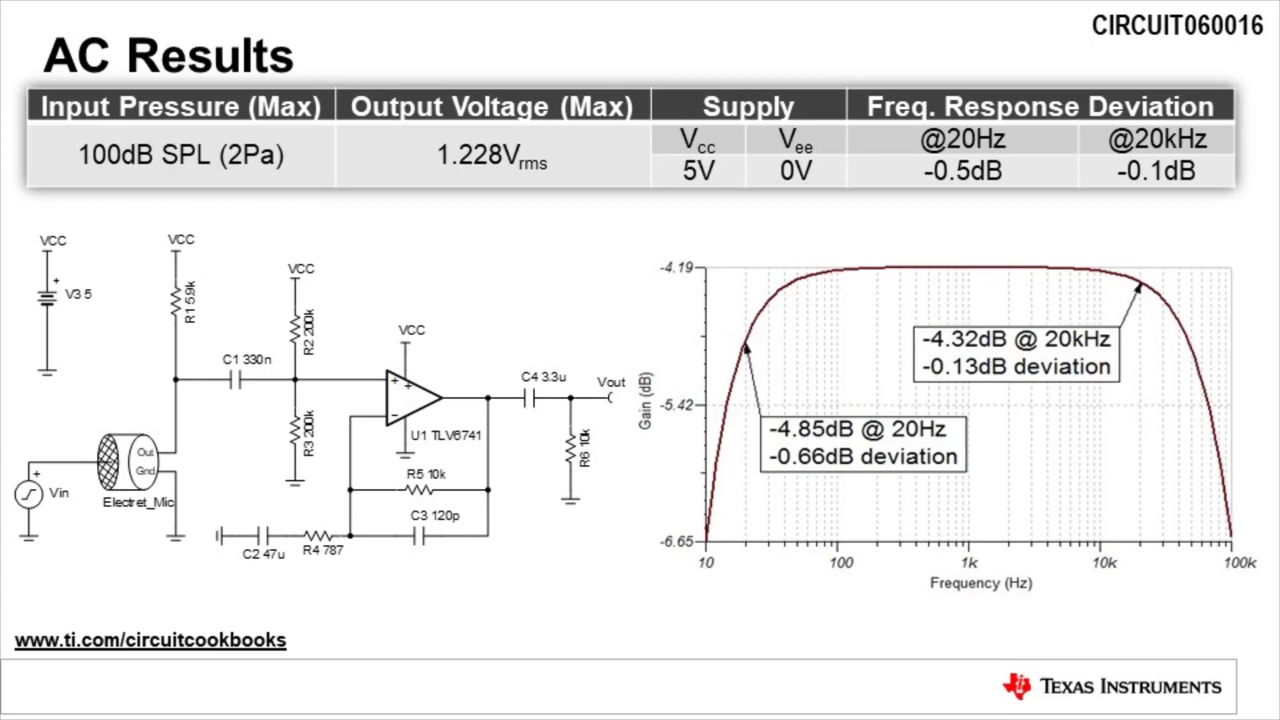 CIRCUIT060016
AC Results
Input Pressure (Max) Output Voltage (Max) Supply Freq. Response Deviation
100dB SPL (2Pa) 1.228Vrms Vcc Vee @20Hz @20kHz
5V 0V -0.5dB -0.1dB
VCC
V3 5
VCC
R1 5.9k
C1 330n
VCC
R2 200k
R3 200k
VCC
+
+
−
U1 TLV6741
C4 3.3u
Vout
R6 10k
R5 10k
C3 120p
C2 47u
R4 787
Out
Gnd
Electret_Mic
+
Vin
+
-4.19
-5.42
-6.65
Gain (dB)
-4.32dB @ 20kHz
-0.13dB deviation
-4.85dB @ 20Hz
-0.66dB deviation
10 100 1k 10k 100k
Frequency (Hz)
www.ti.com/circuitcookbooks
TEXAS INSTRUMENTS